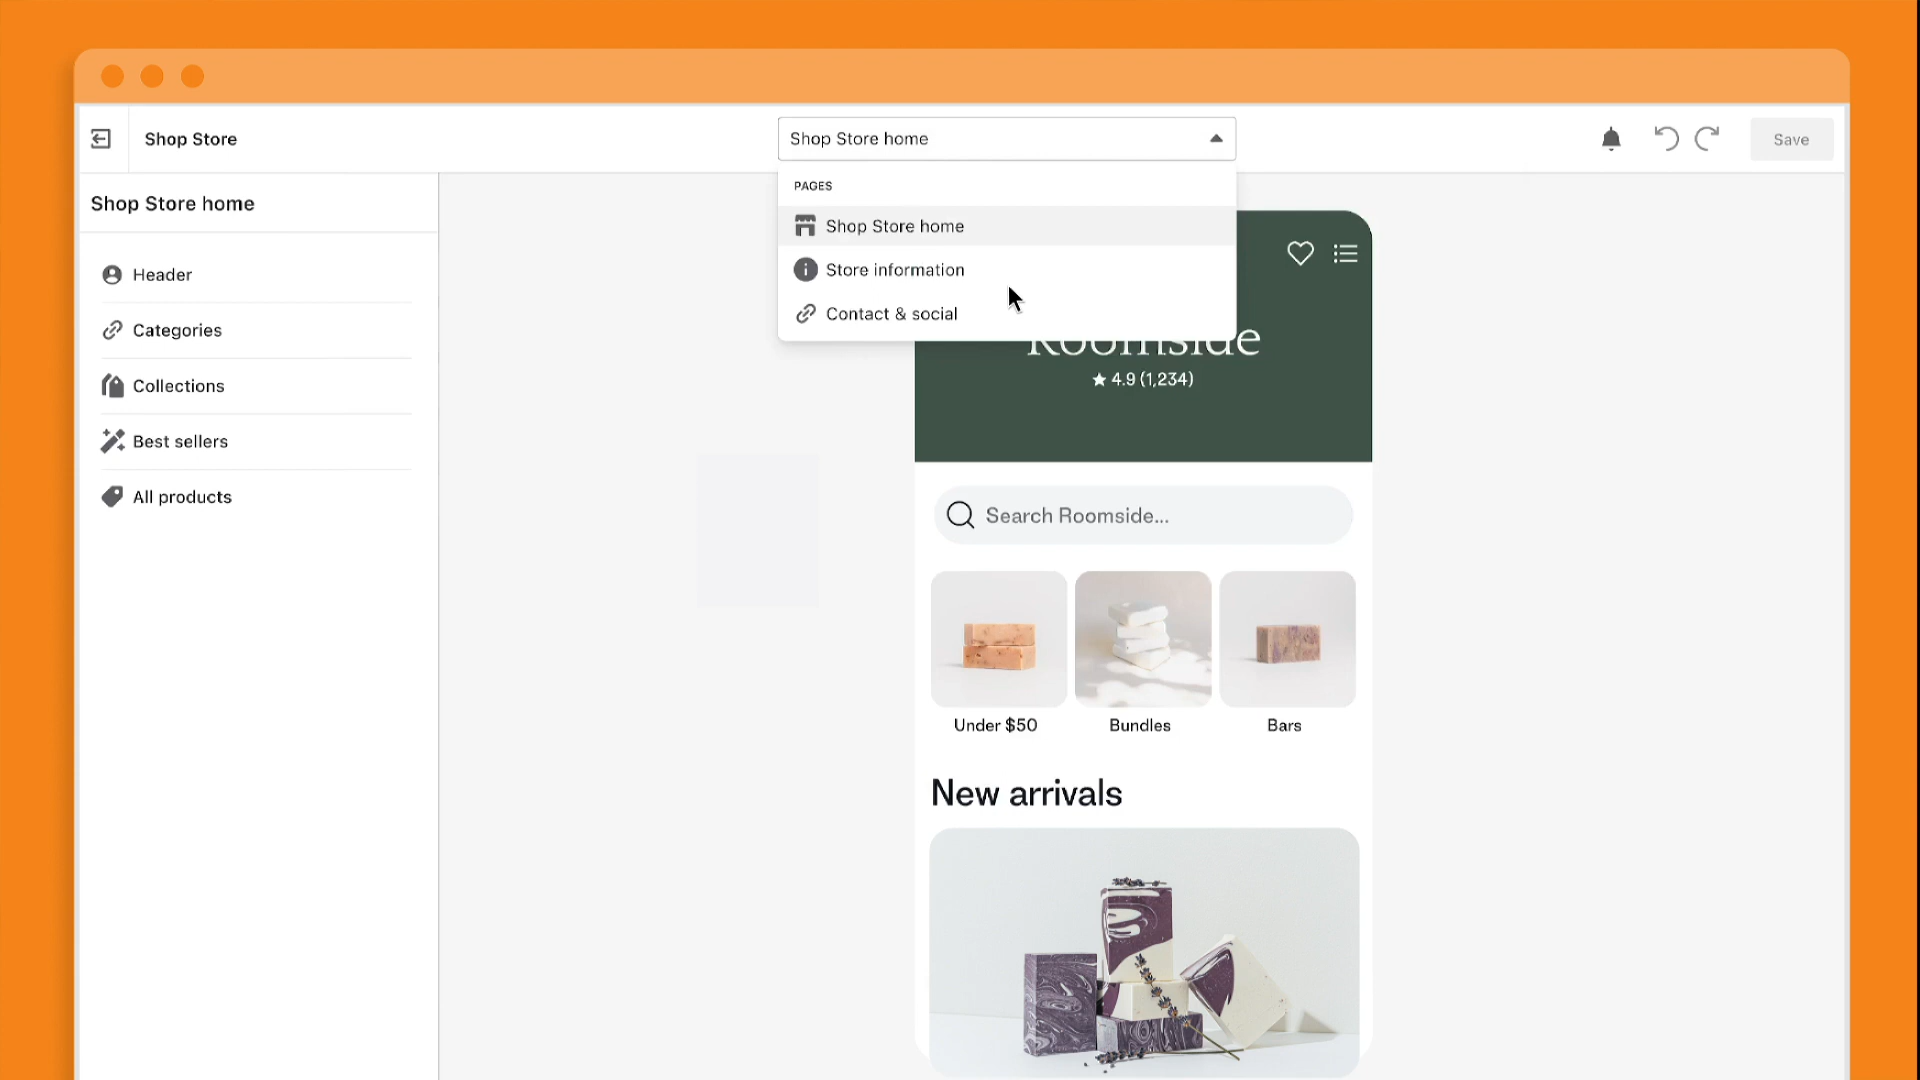 Shop Store
Shop Store home
Save
Shop Store home
PAGES
Shop Store home
Store information
Contact & social
Header
Categories
Collections
Best sellers
All products
Roomside
★ 4.9 (1,234)
Search Roomside...
Under $50
Bundles
Bars
New arrivals